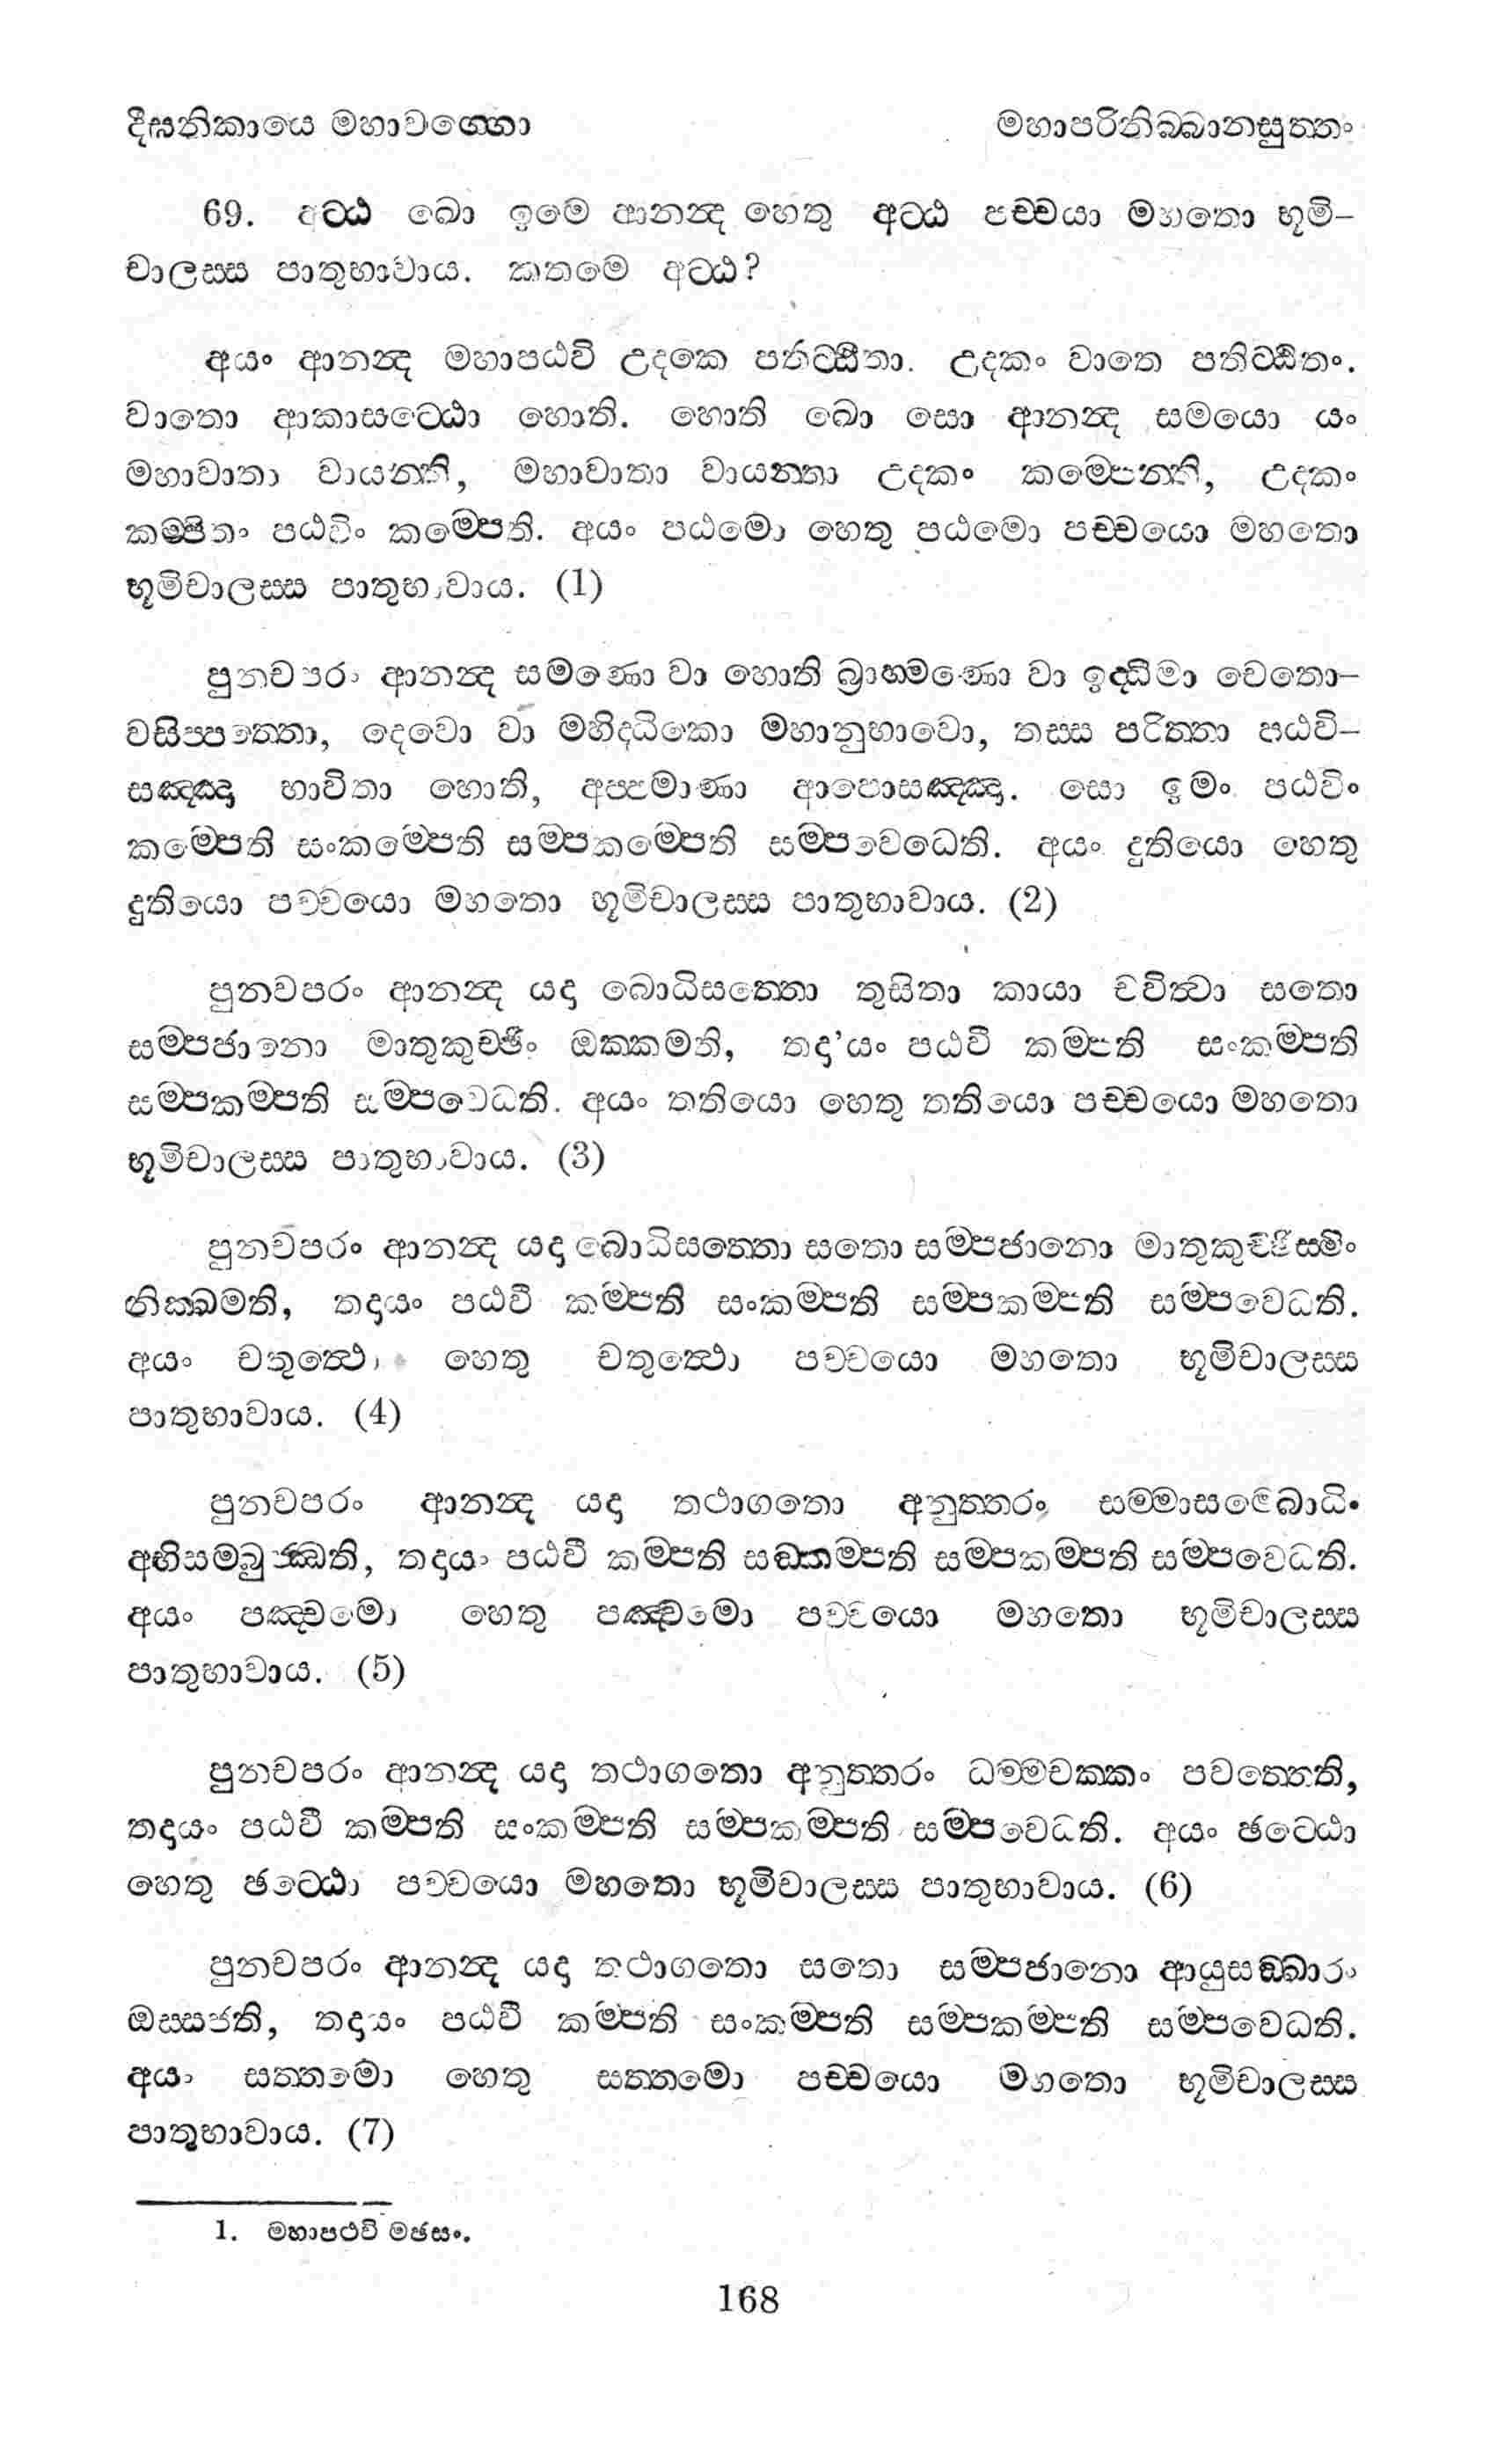 දීඝනිකායෙ මහාවග්ගො මහාපරිනිබ්බානසුත්තං
69. අට්ඨ ඛො ඉමෙ ආනන්ද හෙතු අට්ඨ පච්චයා මහතො භූමි–
චාලස්ස පාතුභාවාය. කතමෙ අට්ඨ?
අයං ආනන්ද මහාපඨවි උදකෙ පතිට්ඨිතා. උදකං වාතෙ පතිට්ඨිතං.
වාතො ආකාසට්ඨො හොති. හොති ඛො සො ආනන්ද සමයො යං
මහාවාතා වායන්ති, මහාවාතා වායන්තා උදකං කම්පෙන්ති, උදකං
කම්පිතං පඨවිං කම්පෙති. අයං පඨමො හෙතු පඨමො පච්චයො මහතො
භූමිචාලස්ස පාතුභාවාය. (1)
පුනචපරං ආනන්ද සමණො වා හොති බ්‍රාහ්මණො වා ඉද්ධිමා චෙතො–
වසිප්පත්තො, දෙවො වා මහිද්ධිකො මහානුභාවො, තස්ස පරිත්තා පඨවි–
සඤ්ඤා භාවිතා හොති, අප්පමාණා ආපොසඤ්ඤා. සො ඉමං පඨවිං
කම්පෙති සංකම්පෙති සම්පකම්පෙති සම්පවෙධෙති. අයං දුතියො හෙතු
දුතියො පච්චයො මහතො භූමිචාලස්ස පාතුභාවාය. (2)
පුනචපරං ආනන්ද යදා බොධිසත්තො තුසිතා කායා චවිත්වා සතො
සම්පජානො මාතුකුච්ඡිං ඔක්කමති, තදා’යං පඨවී කම්පති සංකම්පති
සම්පකම්පති සම්පවෙධති. අයං තතියො හෙතු තතියො පච්චයො මහතො
භූමිචාලස්ස පාතුභාවාය. (3)
පුනචපරං ආනන්ද යදා බොධිසත්තො සතො සම්පජානො මාතුකුච්ඡිස්මිං
නික්ඛමති, තදායං පඨවී කම්පති සංකම්පති සම්පකම්පති සම්පවෙධති.
අයං චතුත්ථො හෙතු චතුත්ථො පච්චයො මහතො භූමිචාලස්ස
පාතුභාවාය. (4)
පුනචපරං ආනන්ද යදා තථාගතො අනුත්තරං සම්මාසම්බොධිං
අභිසම්බුජ්ඣති, තදායං පඨවී කම්පති සඞ්කම්පති සම්පකම්පති සම්පවෙධති.
අයං පඤ්චමො හෙතු පඤ්චමො පච්චයො මහතො භූමිචාලස්ස
පාතුභාවාය. (5)
පුනචපරං ආනන්ද යදා තථාගතො අනුත්තරං ධම්මචක්කං පවත්තෙති,
තදායං පඨවී කම්පති සංකම්පති සම්පකම්පති සම්පවෙධති. අයං ඡට්ඨො
හෙතු ඡට්ඨො පච්චයො මහතො භූමිචාලස්ස පාතුභාවාය. (6)
පුනචපරං ආනන්ද යදා තථාගතො සතො සම්පජානො ආයුසඞ්ඛාරං
ඔස්සජති, තදායං පඨවී කම්පති සංකම්පති සම්පකම්පති සම්පවෙධති.
අයං සත්තමො හෙතු සත්තමො පච්චයො මහතො භූමිචාලස්ස
පාතුභාවාය. (7)
1. මහාපථවී මඡසං.
168